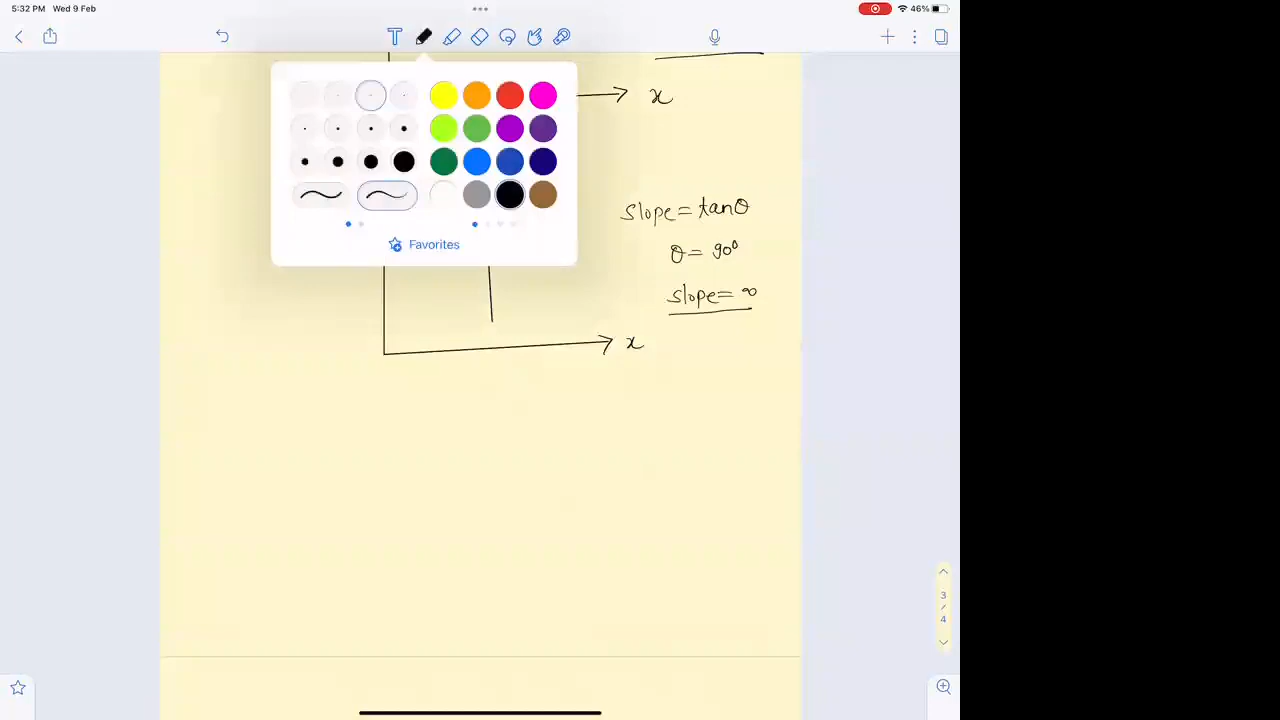 5:32 PM Wed 9 Feb
46%
x
slope = tanθ
θ = 90°
slope = ∞
Favorites
x
3
/
4